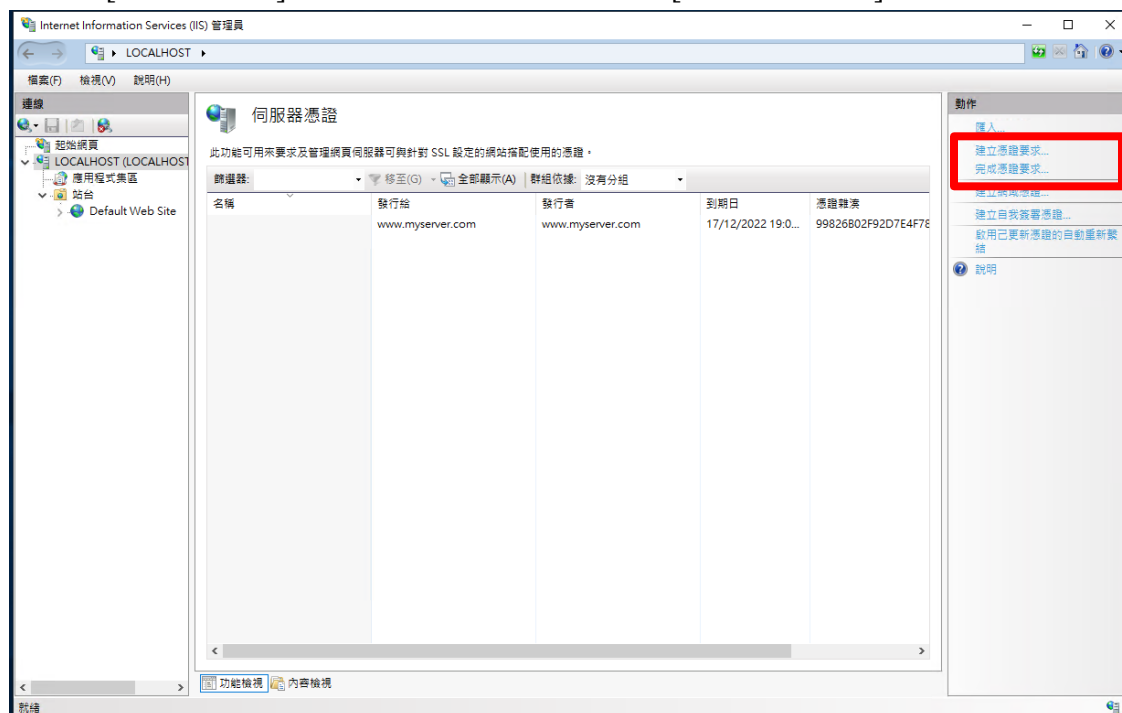 Internet Information Services (IIS) 管理員
LOCALHOST
檔案(F) 檢視(V) 說明(H)
連線
起始網頁
LOCALHOST (LOCALHOST
應用程式集區
站台
Default Web Site
伺服器憑證
此功能可用來要求及管理網頁伺服器可與針對 SSL 設定的網站搭配使用的憑證。
篩選器: 移至(G) 全部顯示(A) 群組依據: 沒有分組
名稱 發行給 發行者 到期日 憑證雜湊
www.myserver.com www.myserver.com 17/12/2022 19:0... 99826B02F92D7E4F78
功能檢視 內容檢視
動作
匯入...
建立憑證要求...
完成憑證要求...
建立網域憑證...
建立自我簽署憑證...
啟用已更新憑證的自動重新繫
結
說明
就緒